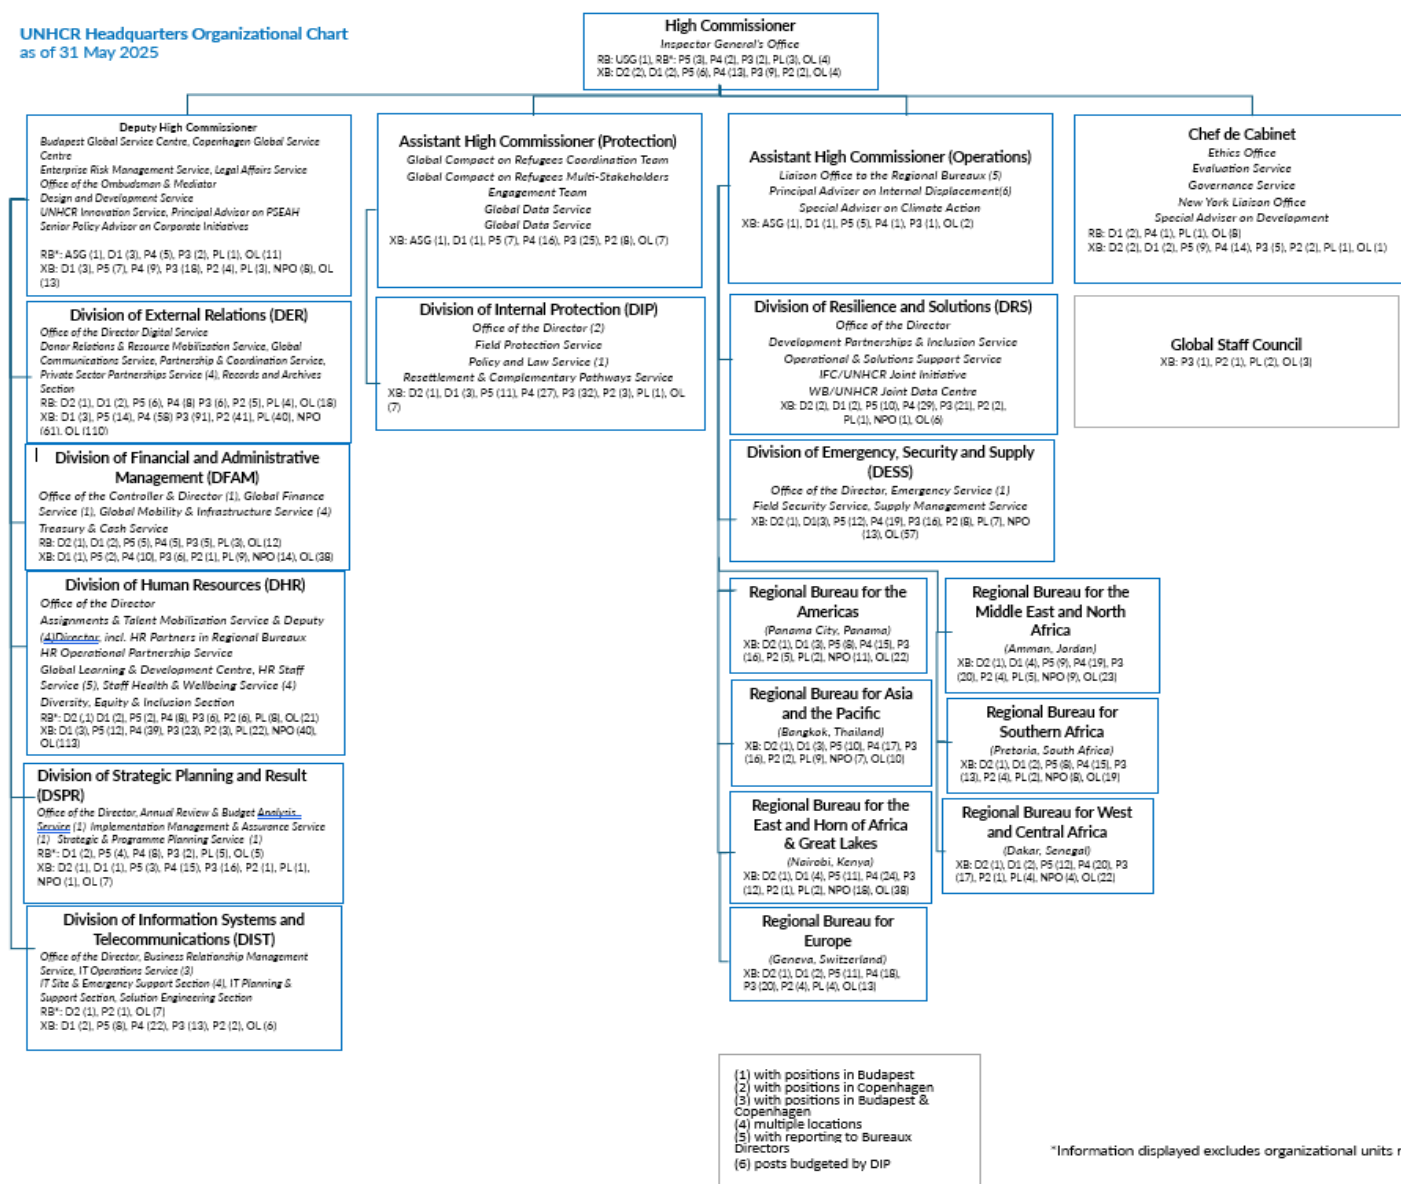 UNHCR Headquarters Organizational Chart
as of 31 May 2025
High Commissioner
Inspector General's Office
RB: USG (1), RB*: P5 (3), P4 (2), P3 (2), PL (3), OL (4)
XB: D2 (2), D1 (2), P5 (6), P4 (13), P3 (9), P2 (2), OL (4)
Deputy High Commissioner
Budapest Global Service Centre, Copenhagen Global Service
Centre
Enterprise Risk Management Service, Legal Affairs Service
Office of the Ombudsman & Mediator
Design and Development Service
UNHCR Innovation Service, Principal Advisor on PSEAH
Senior Policy Advisor on Corporate Initiatives
RB*: ASG (1), D1 (3), P4 (5), P3 (2), PL (1), OL (11)
XB: D1 (3), P5 (7), P4 (9), P3 (18), P2 (4), PL (3), NPO (8), OL
(13)
Division of External Relations (DER)
Office of the Director Digital Service
Donor Relations & Resource Mobilization Service, Global
Communications Service, Partnership & Coordination Service,
Private Sector Partnerships Service (4), Records and Archives
Section
RB: D2 (1), D1 (2), P5 (6), P4 (8) P3 (6), P2 (5), PL (4), OL (18)
XB: D1 (3), P5 (14), P4 (58) P3 (91), P2 (41), PL (40), NPO
(61), OL (110)
Division of Financial and Administrative
Management (DFAM)
Office of the Controller & Director (1), Global Finance
Service (1), Global Mobility & Infrastructure Service (4)
Treasury & Cash Service
RB: D2 (1), D1 (2), P5 (5), P4 (5), P3 (5), PL (3), OL (12)
XB: D1 (1), P5 (2), P4 (10), P3 (6), P2 (1), PL (9), NPO (14), OL (38)
Division of Human Resources (DHR)
Office of the Director
Assignments & Talent Mobilization Service & Deputy
(4)Director, incl. HR Partners in Regional Bureaux
HR Operational Partnership Service
Global Learning & Development Centre, HR Staff
Service (5), Staff Health & Wellbeing Service (4)
Diversity, Equity & Inclusion Section
RB*: D2 (,1) D1 (2), P5 (2), P4 (8), P3 (6), P2 (6), PL (8), OL (21)
XB: D1 (3), P5 (12), P4 (39), P3 (23), P2 (3), PL (22), NPO (40),
OL (113)
Division of Strategic Planning and Result
(DSPR)
Office of the Director, Annual Review & Budget Analysis
Service (1) Implementation Management & Assurance Service
(1) Strategic & Programme Planning Service (1)
RB*: D1 (2), P5 (4), P4 (8), P3 (2), PL (5), OL (5)
XB: D2 (1), D1 (1), P5 (3), P4 (15), P3 (16), P2 (1), PL (1),
NPO (1), OL (7)
Division of Information Systems and
Telecommunications (DIST)
Office of the Director, Business Relationship Management
Service, IT Operations Service (3)
IT Site & Emergency Support Section (4), IT Planning &
Support Section, Solution Engineering Section
RB*: D2 (1), P2 (1), OL (7)
XB: D1 (2), P5 (8), P4 (22), P3 (13), P2 (2), OL (6)
Assistant High Commissioner (Protection)
Global Compact on Refugees Coordination Team
Global Compact on Refugees Multi-Stakeholders
Engagement Team
Global Data Service
Global Data Service
XB: ASG (1), D1 (1), P5 (7), P4 (16), P3 (25), P2 (8), OL (7)
Division of Internal Protection (DIP)
Office of the Director (2)
Field Protection Service
Policy and Law Service (1)
Resettlement & Complementary Pathways Service
XB: D2 (1), D1 (3), P5 (11), P4 (27), P3 (32), P2 (3), PL (1), OL
(7)
Assistant High Commissioner (Operations)
Liaison Office to the Regional Bureaux (5)
Principal Adviser on Internal Displacement(6)
Special Adviser on Climate Action
XB: ASG (1), D1 (1), P5 (5), P4 (1), P3 (1), OL (2)
Division of Resilience and Solutions (DRS)
Office of the Director
Development Partnerships & Inclusion Service
Operational & Solutions Support Service
IFC/UNHCR Joint Initiative
WB/UNHCR Joint Data Centre
XB: D2 (2), D1 (2), P5 (10), P4 (29), P3 (21), P2 (2),
PL (1), NPO (1), OL (6)
Division of Emergency, Security and Supply
(DESS)
Office of the Director, Emergency Service (1)
Field Security Service, Supply Management Service
XB: D2 (1), D1(3), P5 (12), P4 (19), P3 (16), P2 (8), PL (7), NPO
(13), OL (57)
Regional Bureau for the
Americas
(Panama City, Panama)
XB: D2 (1), D1 (3), P5 (8), P4 (15), P3
(16), P2 (5), PL (2), NPO (11), OL (22)
Regional Bureau for Asia
and the Pacific
(Bangkok, Thailand)
XB: D2 (1), D1 (3), P5 (10), P4 (17), P3
(16), P2 (2), PL (9), NPO (7), OL (10)
Regional Bureau for the
East and Horn of Africa
& Great Lakes
(Nairobi, Kenya)
XB: D2 (1), D1 (4), P5 (11), P4 (24), P3
(12), P2 (1), PL (2), NPO (18), OL (38)
Regional Bureau for
Europe
(Geneva, Switzerland)
XB: D2 (1), D1 (2), P5 (11), P4 (18),
P3 (20), P2 (4), PL (4), OL (13)
Regional Bureau for the
Middle East and North
Africa
(Amman, Jordan)
XB: D2 (1), D1 (4), P5 (9), P4 (19), P3
(20), P2 (4), PL (5), NPO (9), OL (23)
Regional Bureau for
Southern Africa
(Pretoria, South Africa)
XB: D2 (1), D1 (2), P5 (8), P4 (15), P3
(13), P2 (4), PL (2), NPO (8), OL (19)
Regional Bureau for West
and Central Africa
(Dakar, Senegal)
XB: D2 (1), D1 (2), P5 (12), P4 (20), P3
(17), P2 (1), PL (4), NPO (4), OL (22)
Chef de Cabinet
Ethics Office
Evaluation Service
Governance Service
New York Liaison Office
Special Adviser on Development
RB: D1 (2), P4 (1), PL (1), OL (8)
XB: D2 (2), D1 (2), P5 (9), P4 (14), P3 (5), P2 (2), PL (1), OL (1)
Global Staff Council
XB: P3 (1), P2 (1), PL (2), OL (3)
(1) with positions in Budapest
(2) with positions in Copenhagen
(3) with positions in Budapest &
Copenhagen
(4) multiple locations
(5) with reporting to Bureaux
Directors
(6) posts budgeted by DIP
*Information displayed excludes organizational units